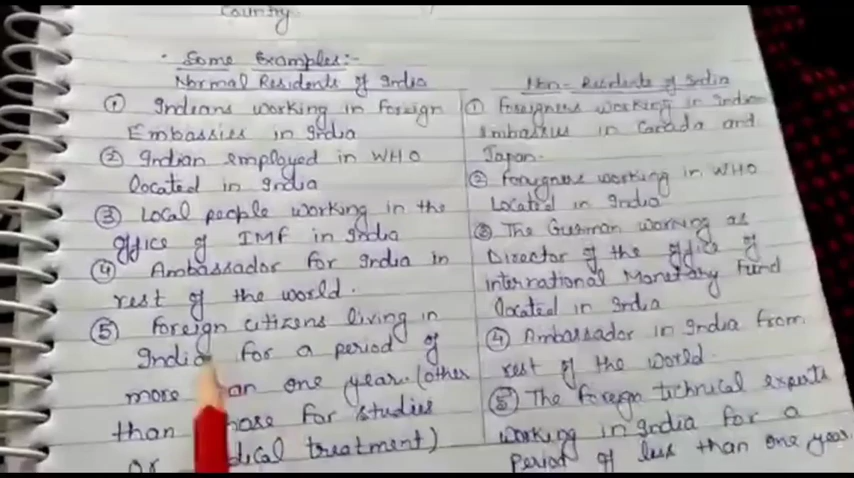 Country.
Some Examples:-
Normal Residents of India
① Indians working in Foreign
Embassies in India
② Indian employed in WHO
located in India
③ Local people working in the
office of IMF in India
④ Ambassador for India in
rest of the world.
⑤ Foreign citizens living in
India for a period of
more an one year. (other
than for studies
or treatment)
Non-Residents of India
① Foreigners working in Indian
Embassies in Canada and
Japan.
② Foreigners working in WHO
Located in India
③ The German working as
Director of the office of
international Monetary Fund
located in India
④ Ambassador in India from
rest of the world.
⑤ The foreign technical experts
working in India for a
period of less than one year.